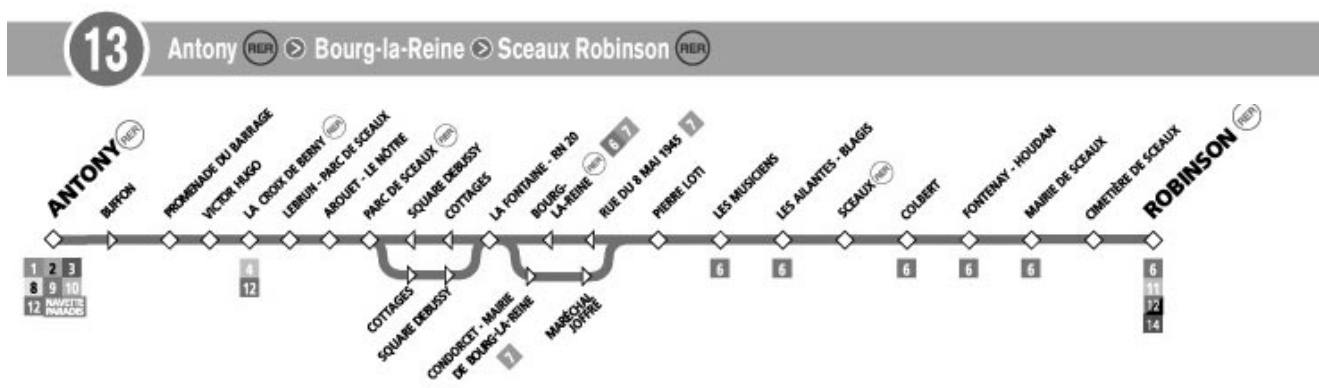 13 Antony RER > Bourg-la-Reine > Sceaux Robinson RER
ANTONY RER
BUFFON
PROMENADE DU BARRAGE
VICTOR HUGO
LA CROIX DE BERNY RER
LEBRUN - PARC DE SCEAUX
AROUET - LE NÔTRE
PARC DE SCEAUX RER
SQUARE DEBUSSY
COTTAGES
LA FONTAINE - RN 20
BOURG-
LA-REINE RER 6 7
RUE DU 8 MAI 1945 7
PIERRE LOTI
LES MUSICIENS
LES AILANTES - BLAGIS
SCEAUX RER
COLBERT
FONTENAY - HOUDAN
MAIRIE DE SCEAUX
CIMETIÈRE DE SCEAUX
ROBINSON RER
1 2 3
8 9 10
12 NAVETTE
PARADIS
4
12
COTTAGES
SQUARE DEBUSSY
CONDORCET - MAIRIE
DE BOURG-LA-REINE
7
MARÉCHAL
JOFFRE
6
6
6
6
6
6
11
12
14